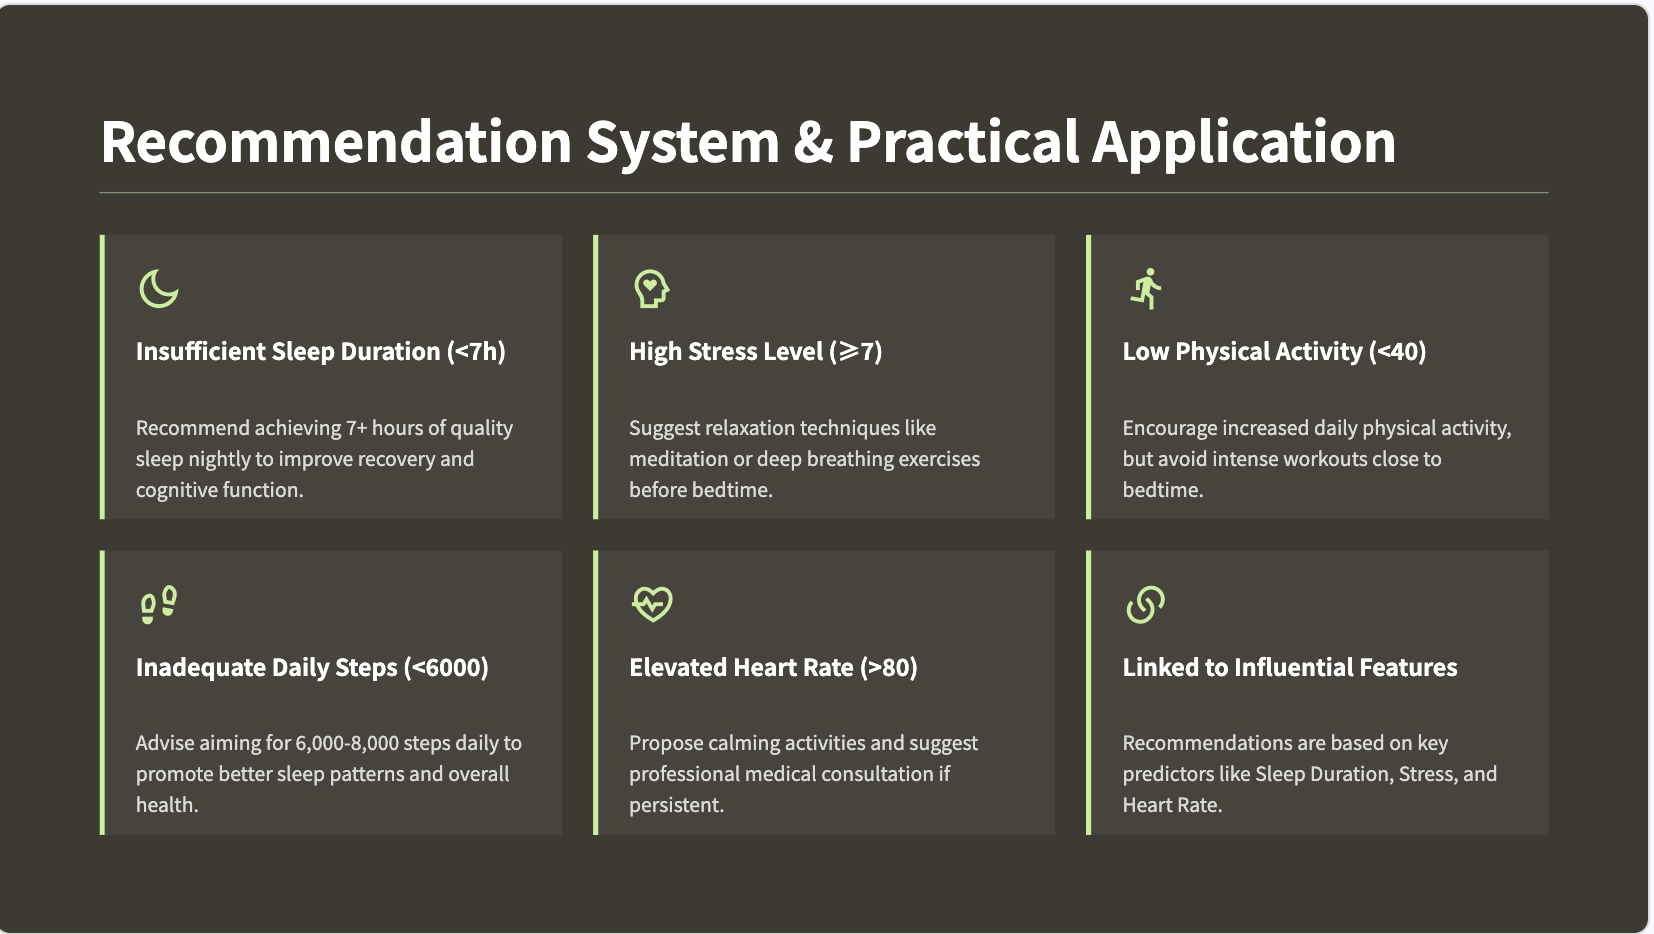 Recommendation System & Practical Application
Insufficient Sleep Duration (<7h)
Recommend achieving 7+ hours of quality
sleep nightly to improve recovery and
cognitive function.
High Stress Level (⩾7)
Suggest relaxation techniques like
meditation or deep breathing exercises
before bedtime.
Low Physical Activity (<40)
Encourage increased daily physical activity,
but avoid intense workouts close to
bedtime.
Inadequate Daily Steps (<6000)
Advise aiming for 6,000-8,000 steps daily to
promote better sleep patterns and overall
health.
Elevated Heart Rate (>80)
Propose calming activities and suggest
professional medical consultation if
persistent.
Linked to Influential Features
Recommendations are based on key
predictors like Sleep Duration, Stress, and
Heart Rate.